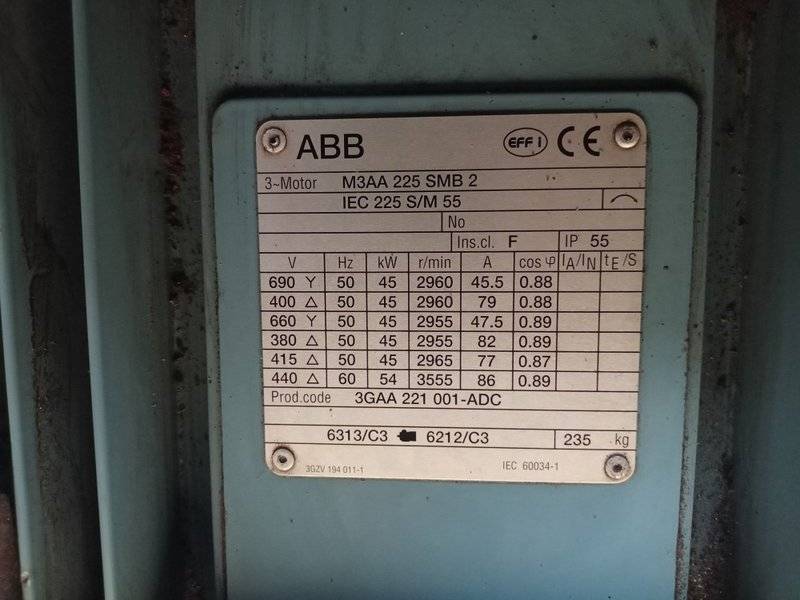 ABB EFF 1 CE
3~Motor M3AA 225 SMB 2
IEC 225 S/M 55
No
Ins.cl. F IP 55
V Hz kW r/min A cos φ IA/IN tE/S
690 Y 50 45 2960 45.5 0.88
400 Δ 50 45 2960 79 0.88
660 Y 50 45 2955 47.5 0.89
380 Δ 50 45 2955 82 0.89
415 Δ 50 45 2965 77 0.87
440 Δ 60 54 3555 86 0.89
Prod.code 3GAA 221 001-ADC
6313/C3 6212/C3 235 kg
3GZV 194 011-1 IEC 60034-1